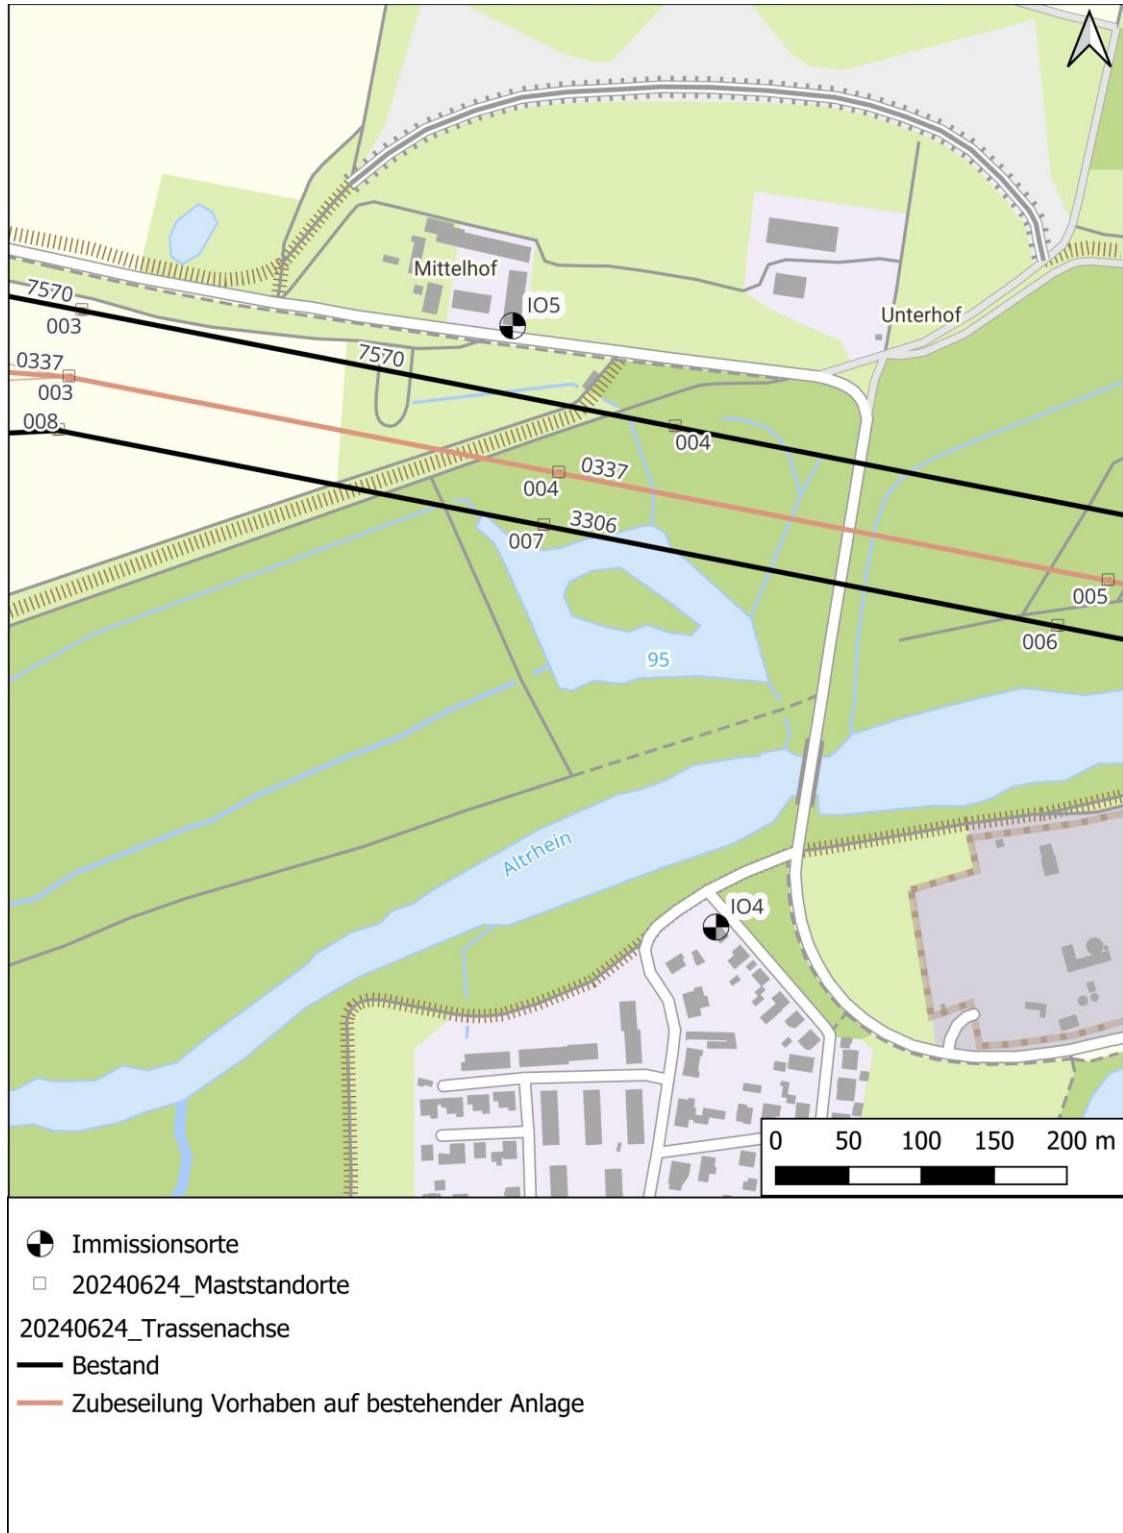 Mittelhof
7570
003
IO5
Unterhof
7570
0337
003
008
004
0337
004
3306
007
005
006
95
Altrhein
IO4
0 50 100 150 200 m
Immissionsorte
20240624_Maststandorte
20240624_Trassenachse
Bestand
Zubeseilung Vorhaben auf bestehender Anlage